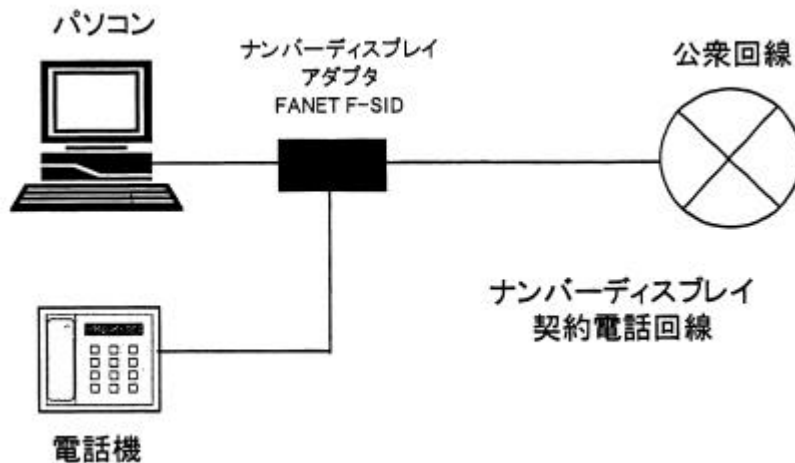 パソコン
ナンバーディスプレイ
アダプタ
FANET F-SID
公衆回線
ナンバーディスプレイ
契約電話回線
電話機